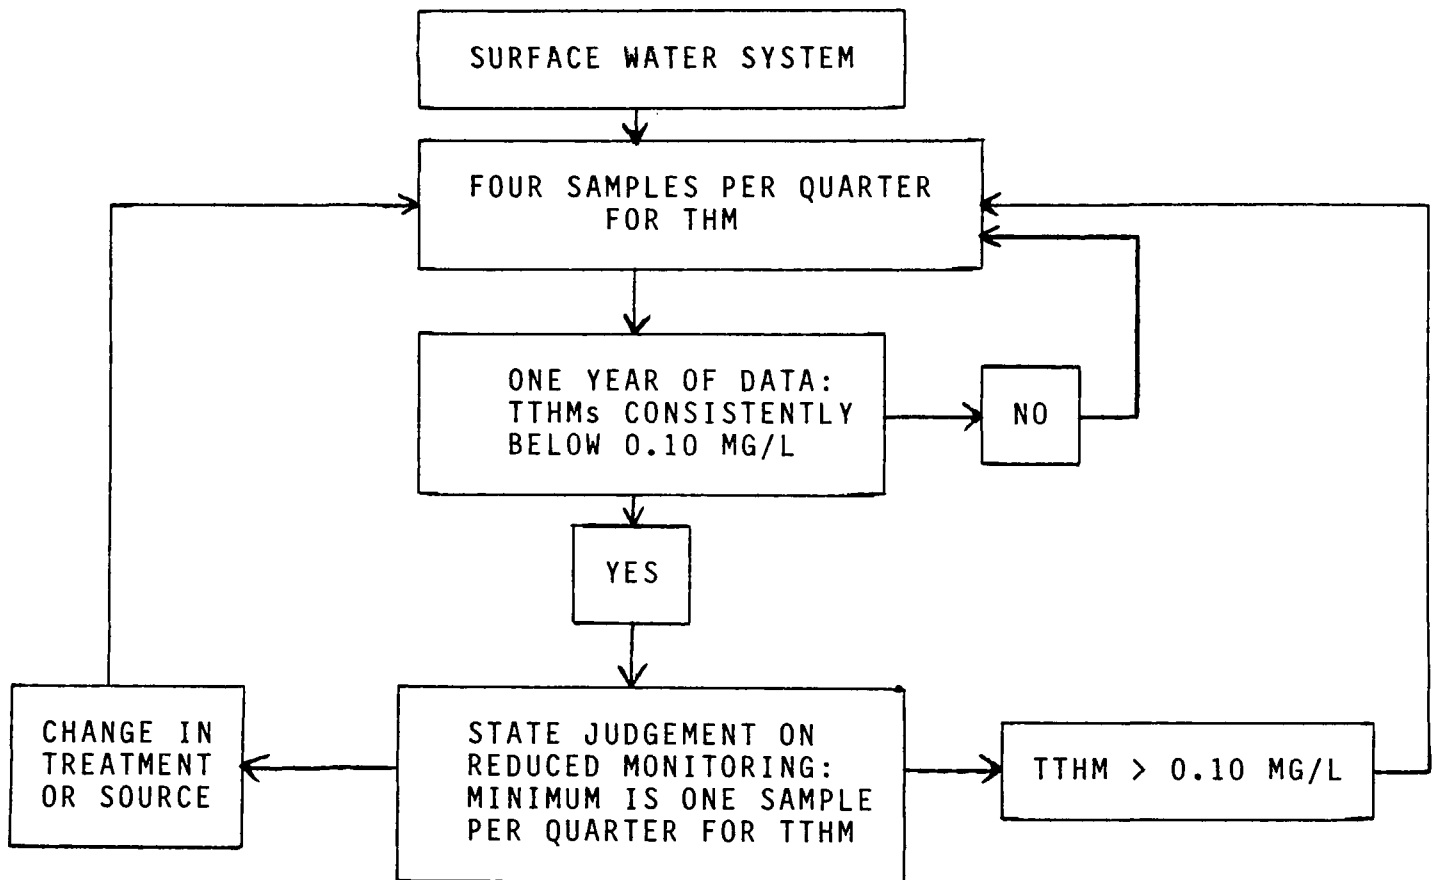 SURFACE WATER SYSTEM
FOUR SAMPLES PER QUARTER
FOR THM
ONE YEAR OF DATA:
TTHMs CONSISTENTLY
BELOW 0.10 MG/L
NO
YES
CHANGE IN
TREATMENT
OR SOURCE
STATE JUDGEMENT ON
REDUCED MONITORING:
MINIMUM IS ONE SAMPLE
PER QUARTER FOR TTHM
TTHM > 0.10 MG/L